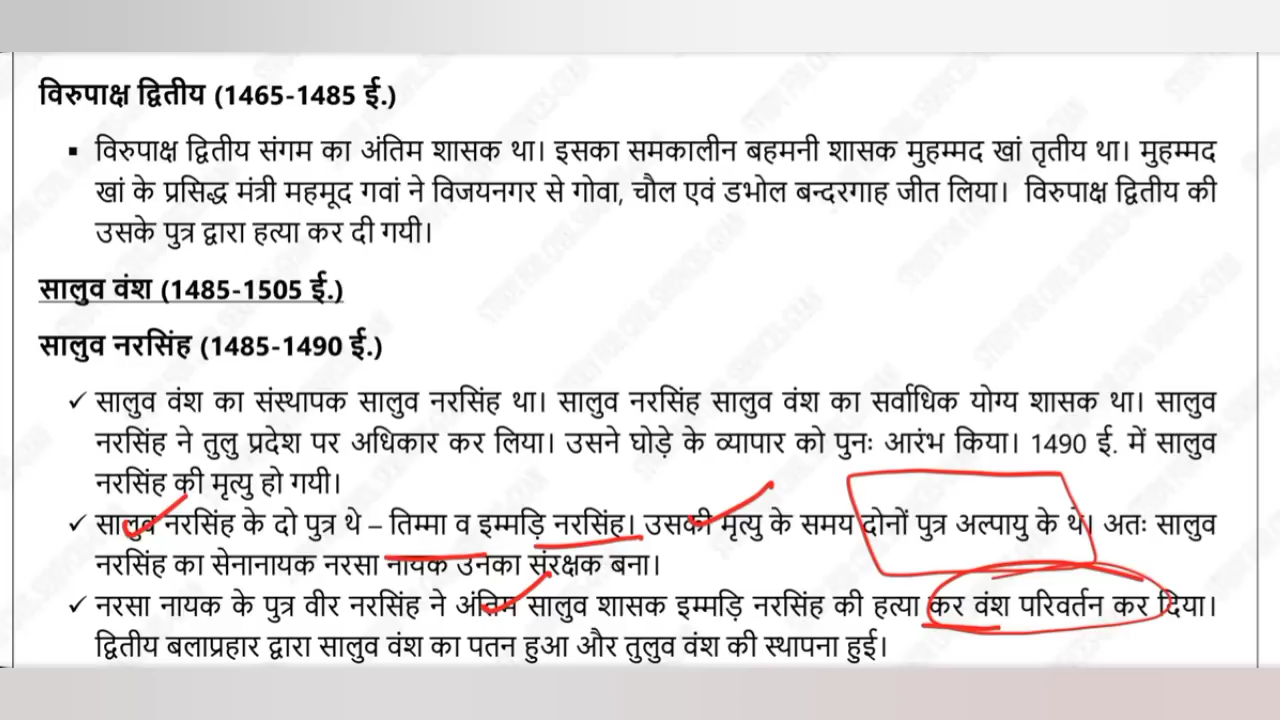 विरुपाक्ष द्वितीय (1465-1485 ई.)
▪ विरुपाक्ष द्वितीय संगम का अंतिम शासक था। इसका समकालीन बहमनी शासक मुहम्मद खां तृतीय था। मुहम्मद
खां के प्रसिद्ध मंत्री महमूद गवां ने विजयनगर से गोवा, चौल एवं डभोल बन्दरगाह जीत लिया। विरुपाक्ष द्वितीय की
उसके पुत्र द्वारा हत्या कर दी गयी।
सालुव वंश (1485-1505 ई.)
सालुव नरसिंह (1485-1490 ई.)
✓ सालुव वंश का संस्थापक सालुव नरसिंह था। सालुव नरसिंह सालुव वंश का सर्वाधिक योग्य शासक था। सालुव
नरसिंह ने तुलु प्रदेश पर अधिकार कर लिया। उसने घोड़े के व्यापार को पुनः आरंभ किया। 1490 ई. में सालुव
नरसिंह की मृत्यु हो गयी।
✓ सालुव नरसिंह के दो पुत्र थे – तिम्मा व इम्मड़ि नरसिंह। उसकी मृत्यु के समय दोनों पुत्र अल्पायु के थे। अतः सालुव
नरसिंह का सेनानायक नरसा नायक उनका संरक्षक बना।
✓ नरसा नायक के पुत्र वीर नरसिंह ने अंतिम सालुव शासक इम्मड़ि नरसिंह की हत्या कर वंश परिवर्तन कर दिया।
द्वितीय बलाप्रहार द्वारा सालुव वंश का पतन हुआ और तुलुव वंश की स्थापना हुई।